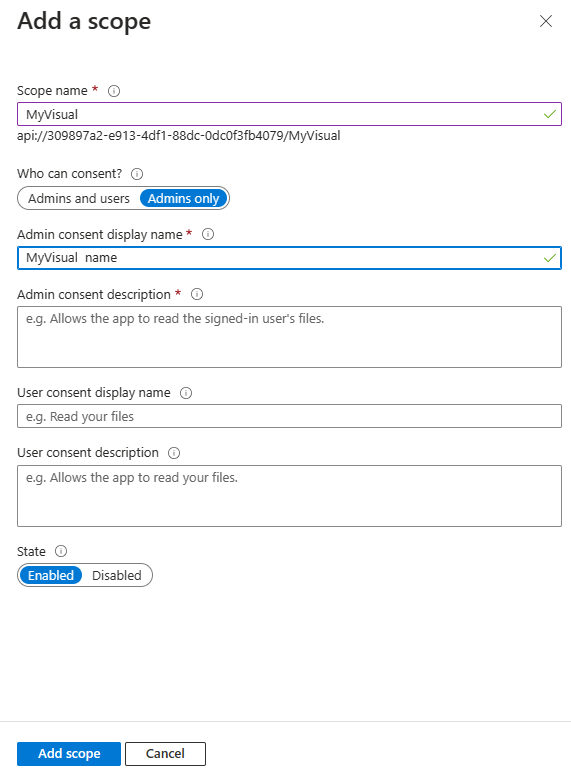 Add a scope
Scope name *
MyVisual
api://309897a2-e913-4df1-88dc-0dc0f3fb4079/MyVisual
Who can consent?
Admins and users Admins only
Admin consent display name *
MyVisual name
Admin consent description *
e.g. Allows the app to read the signed-in user's files.
User consent display name
e.g. Read your files
User consent description
e.g. Allows the app to read your files.
State
Enabled Disabled
Add scope Cancel